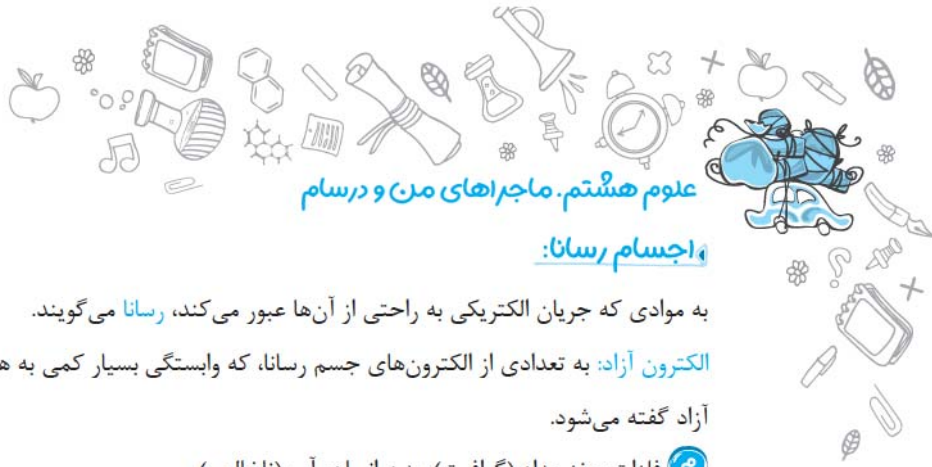 علوم هشتم. ماجراهای من و درسام
اجسام رسانا:
به موادی که جریان الکتریکی به راحتی از آن‌ها عبور می‌کند، رسانا می‌گویند.
الکترون آزاد: به تعدادی از الکترون‌های جسم رسانا، که وابستگی بسیار کمی به
آزاد گفته می‌شود.